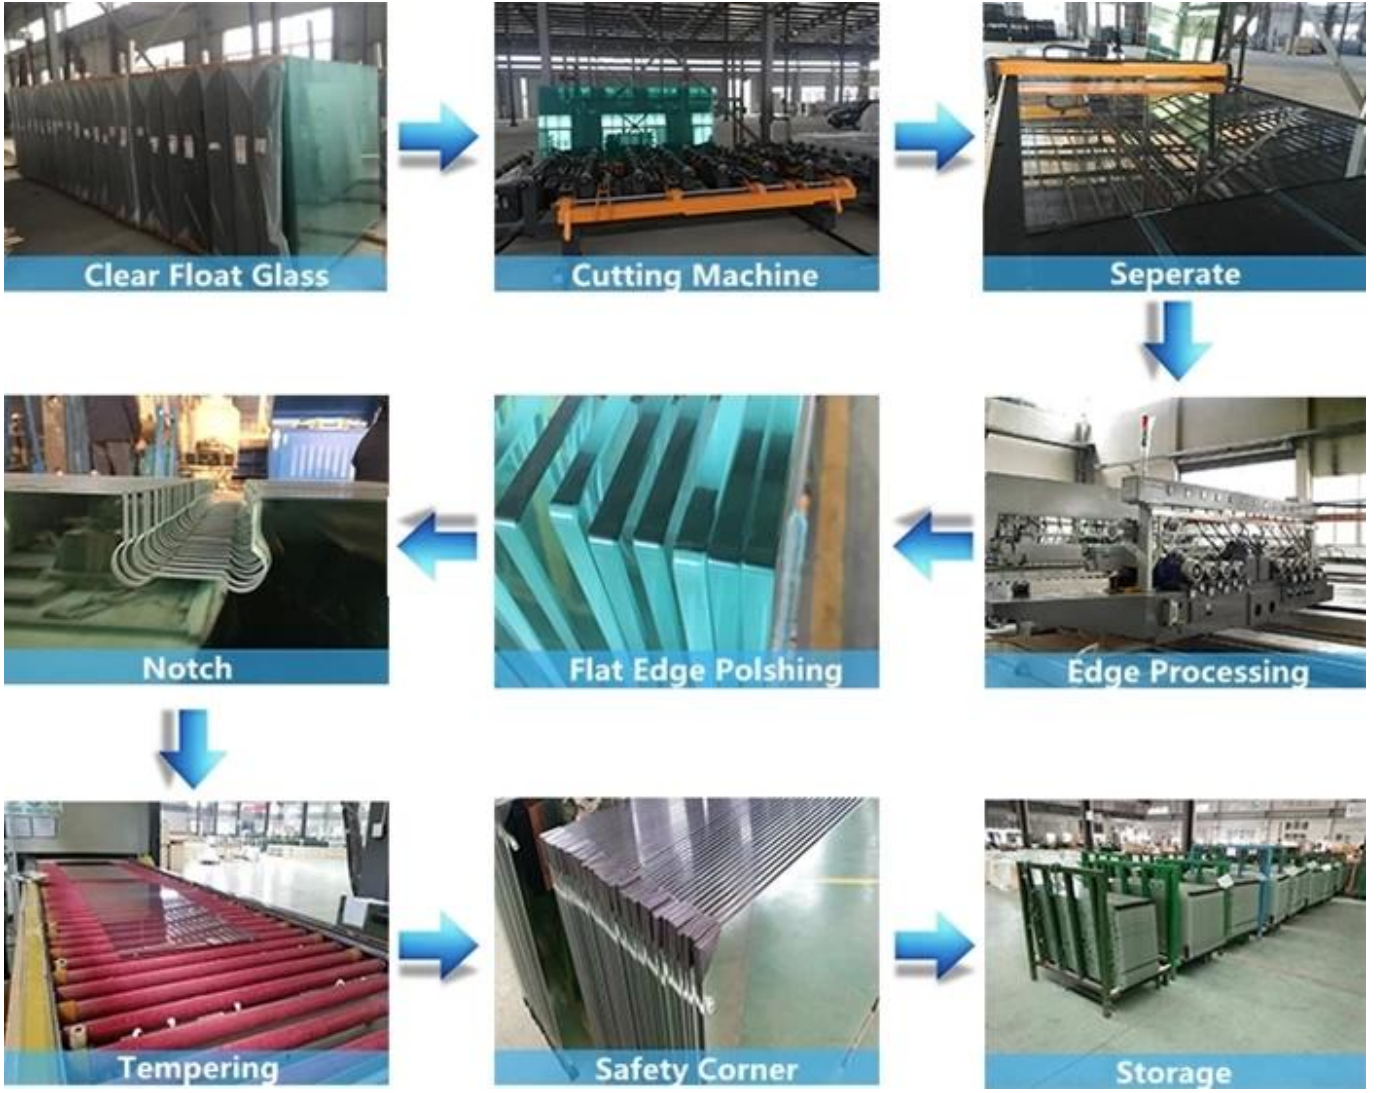 Clear Float Glass
Cutting Machine
Seperate
Edge Processing
Flat Edge Polshing
Notch
Tempering
Safety Corner
Storage